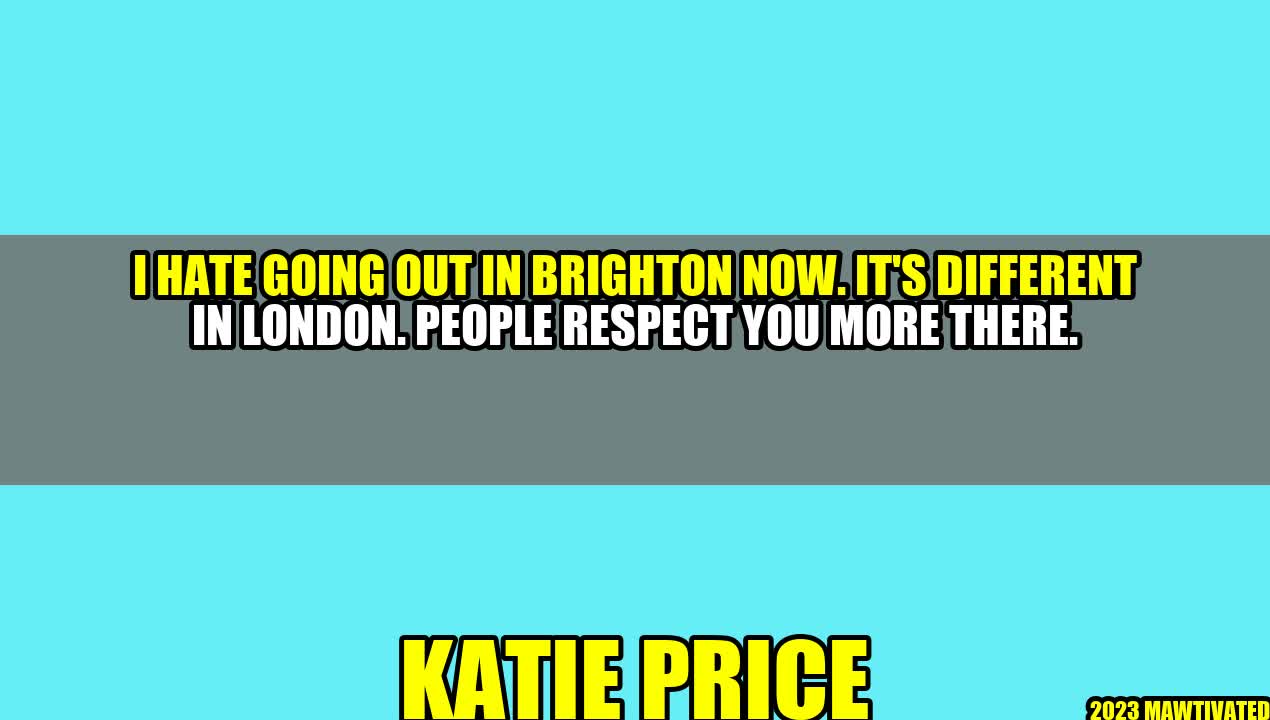 I HATE GOING OUT IN BRIGHTON NOW. IT'S DIFFERENT
IN LONDON. PEOPLE RESPECT YOU MORE THERE.
KATIE PRICE
2023 MAWTIVATED